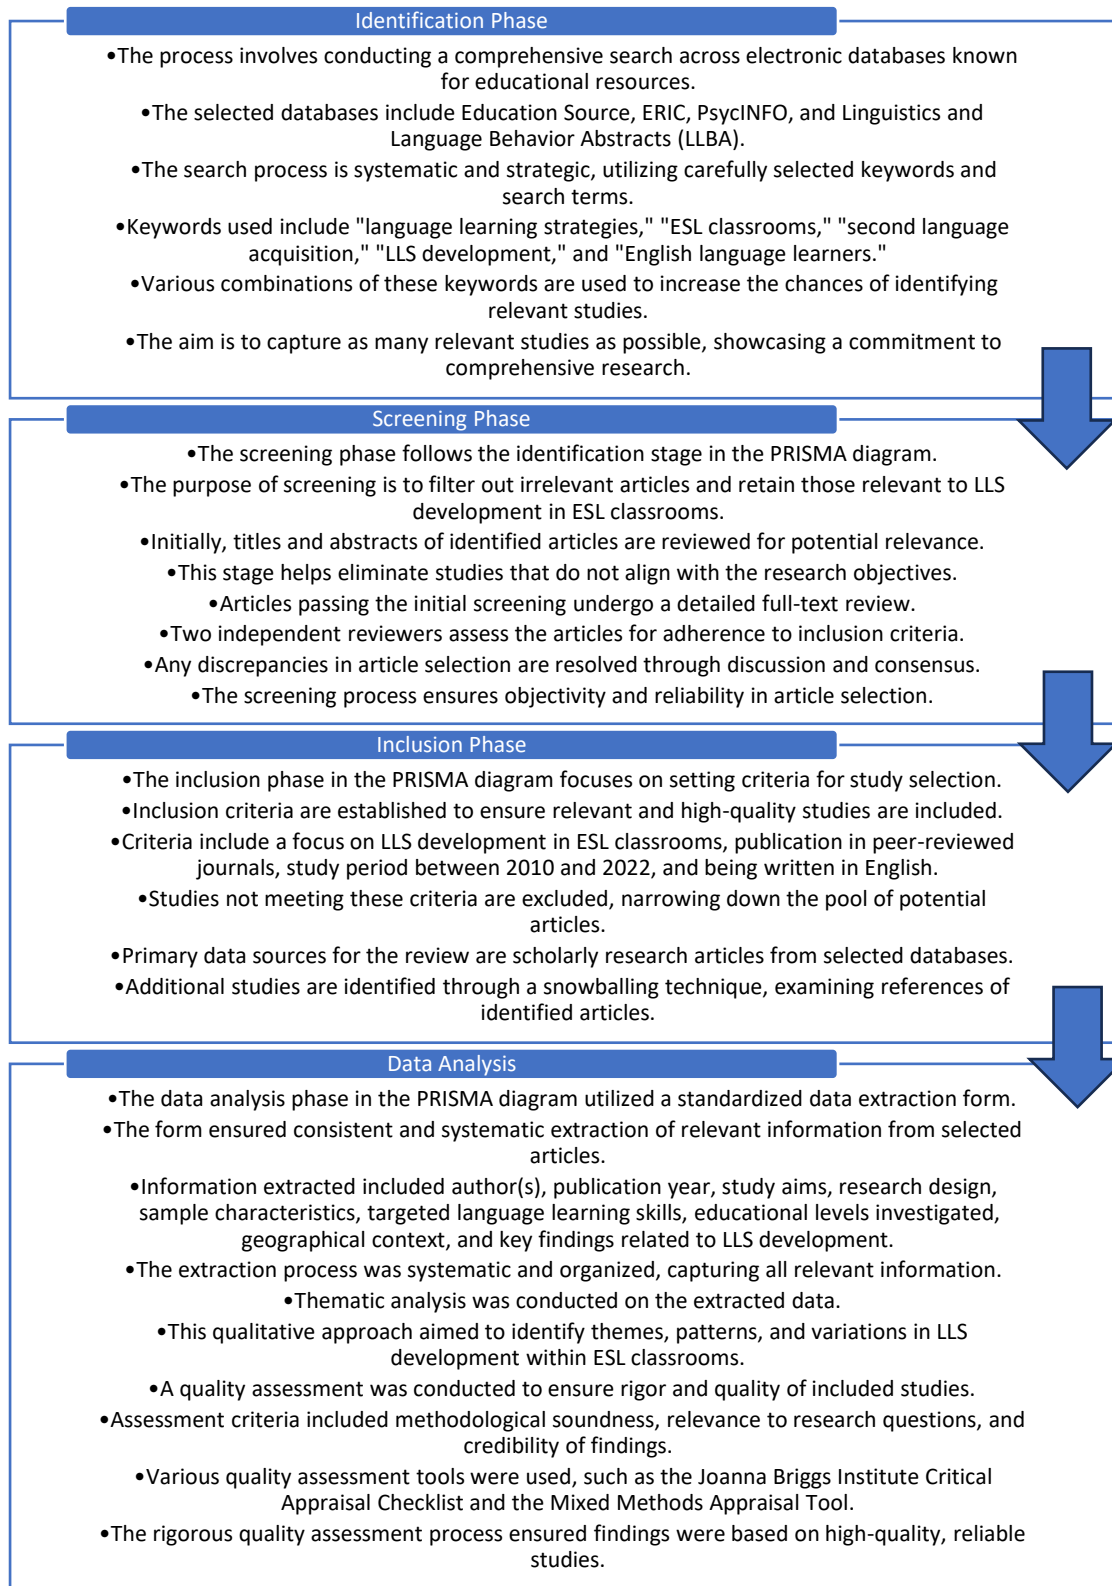 Identification Phase
•The process involves conducting a comprehensive search across electronic databases known
for educational resources.
•The selected databases include Education Source, ERIC, PsycINFO, and Linguistics and
Language Behavior Abstracts (LLBA).
•The search process is systematic and strategic, utilizing carefully selected keywords and
search terms.
•Keywords used include "language learning strategies," "ESL classrooms," "second language
acquisition," "LLS development," and "English language learners."
•Various combinations of these keywords are used to increase the chances of identifying
relevant studies.
•The aim is to capture as many relevant studies as possible, showcasing a commitment to
comprehensive research.
Screening Phase
•The screening phase follows the identification stage in the PRISMA diagram.
•The purpose of screening is to filter out irrelevant articles and retain those relevant to LLS
development in ESL classrooms.
•Initially, titles and abstracts of identified articles are reviewed for potential relevance.
•This stage helps eliminate studies that do not align with the research objectives.
•Articles passing the initial screening undergo a detailed full-text review.
•Two independent reviewers assess the articles for adherence to inclusion criteria.
•Any discrepancies in article selection are resolved through discussion and consensus.
•The screening process ensures objectivity and reliability in article selection.
Inclusion Phase
•The inclusion phase in the PRISMA diagram focuses on setting criteria for study selection.
•Inclusion criteria are established to ensure relevant and high-quality studies are included.
•Criteria include a focus on LLS development in ESL classrooms, publication in peer-reviewed
journals, study period between 2010 and 2022, and being written in English.
•Studies not meeting these criteria are excluded, narrowing down the pool of potential
articles.
•Primary data sources for the review are scholarly research articles from selected databases.
•Additional studies are identified through a snowballing technique, examining references of
identified articles.
Data Analysis
•The data analysis phase in the PRISMA diagram utilized a standardized data extraction form.
•The form ensured consistent and systematic extraction of relevant information from selected
articles.
•Information extracted included author(s), publication year, study aims, research design,
sample characteristics, targeted language learning skills, educational levels investigated,
geographical context, and key findings related to LLS development.
•The extraction process was systematic and organized, capturing all relevant information.
•Thematic analysis was conducted on the extracted data.
•This qualitative approach aimed to identify themes, patterns, and variations in LLS
development within ESL classrooms.
•A quality assessment was conducted to ensure rigor and quality of included studies.
•Assessment criteria included methodological soundness, relevance to research questions, and
credibility of findings.
•Various quality assessment tools were used, such as the Joanna Briggs Institute Critical
Appraisal Checklist and the Mixed Methods Appraisal Tool.
•The rigorous quality assessment process ensured findings were based on high-quality, reliable
studies.